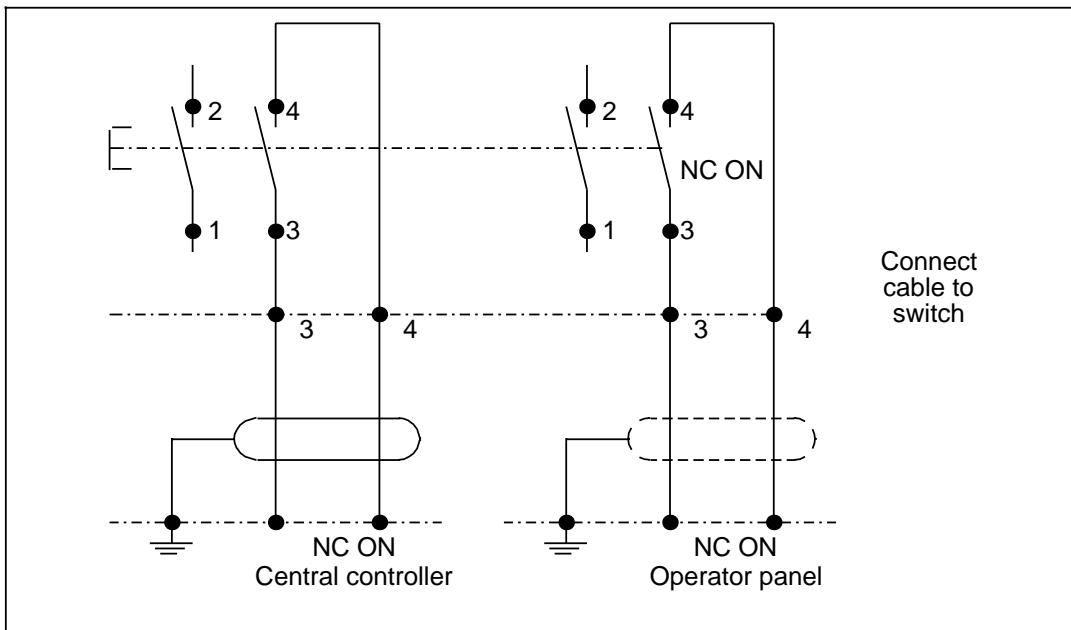 2 4 2 4
NC ON
1 3 1 3
Connect
cable to
switch
3 4 3 4
NC ON NC ON
Central controller Operator panel